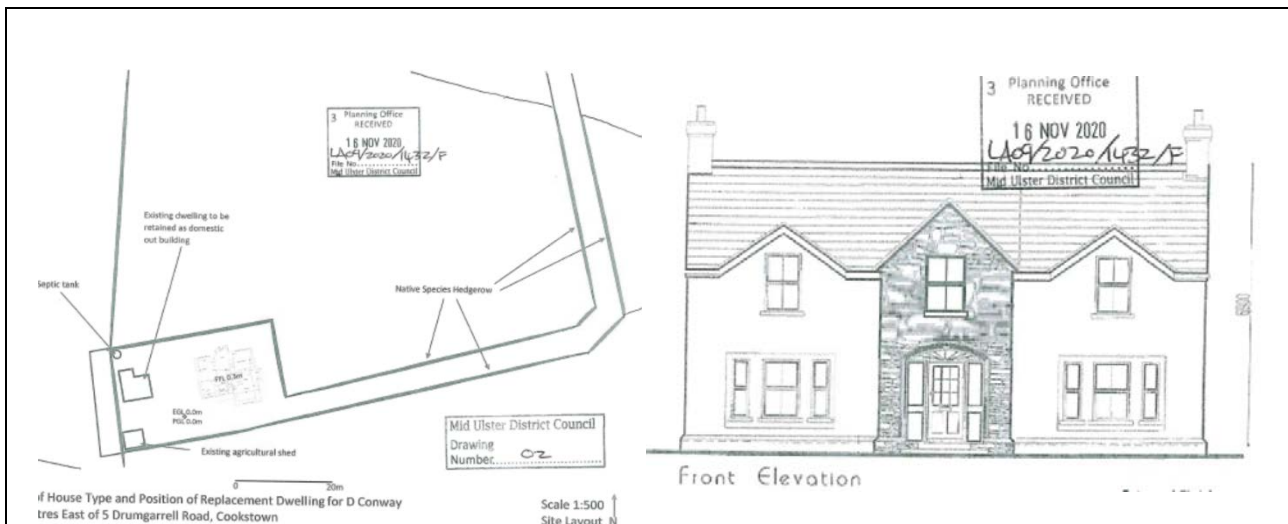 3 Planning Office
RECEIVED
16 NOV 2020
LA09/2020/1432/F
File No.
Mid Ulster District Council
Existing dwelling to be
retained as domestic
out building
Septic tank
Native Species Hedgerow
FFL 0.3m
EGL 0.0m
PGL 0.0m
Existing agricultural shed
Mid Ulster District Council
Drawing
Number 02
0 20m
of House Type and Position of Replacement Dwelling for D Conway
tres East of 5 Drumgarrell Road, Cookstown
Scale 1:500
Site Layout N
3 Planning Office
RECEIVED
16 NOV 2020
LA09/2020/1432/F
File No.
Mid Ulster District Council
Front Elevation